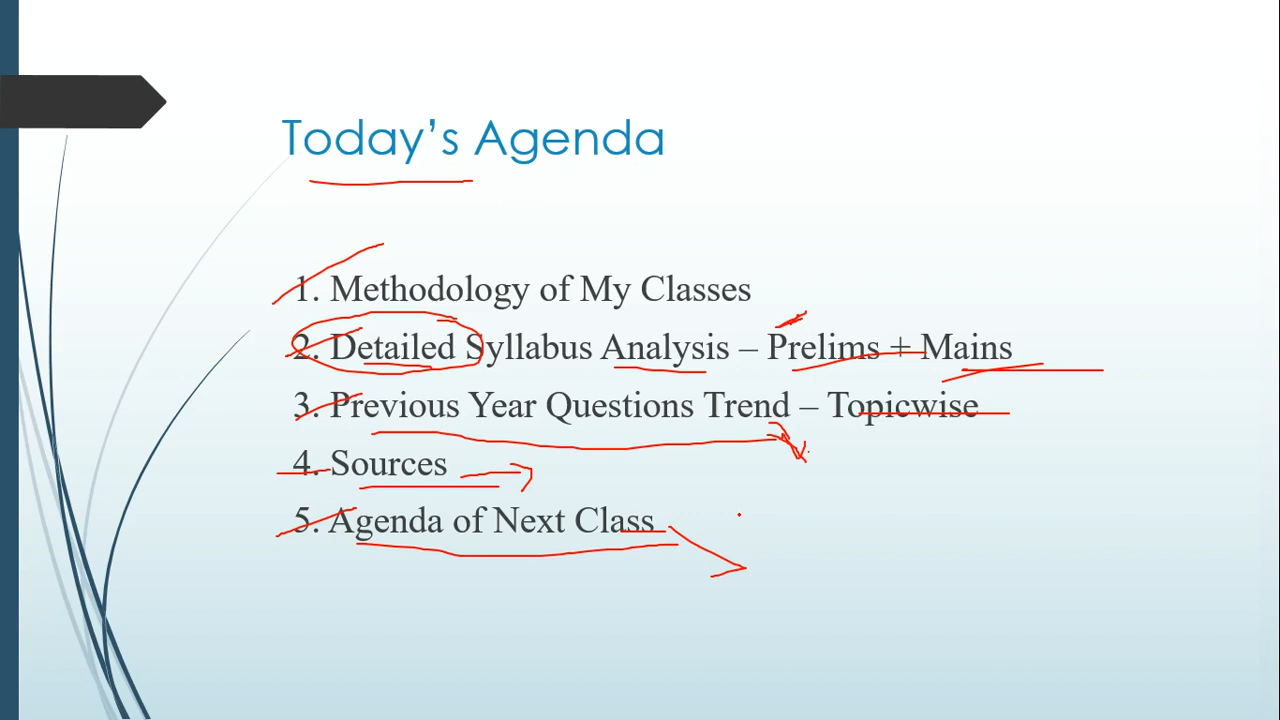 Today's Agenda
1. Methodology of My Classes
2. Detailed Syllabus Analysis – Prelims + Mains
3. Previous Year Questions Trend – Topicwise
4. Sources
5. Agenda of Next Class